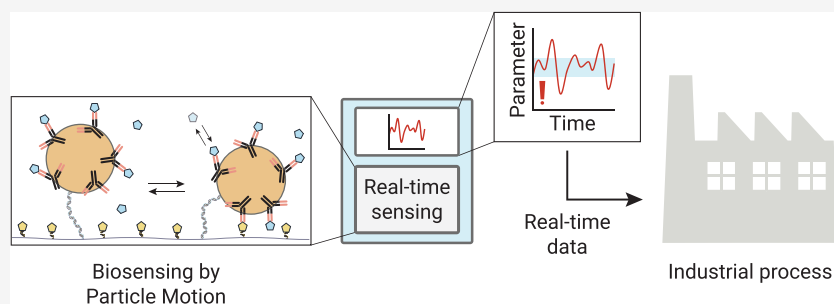 Parameter
!
Time
Real-time
sensing
Real-time
data
Biosensing by
Particle Motion
Industrial process